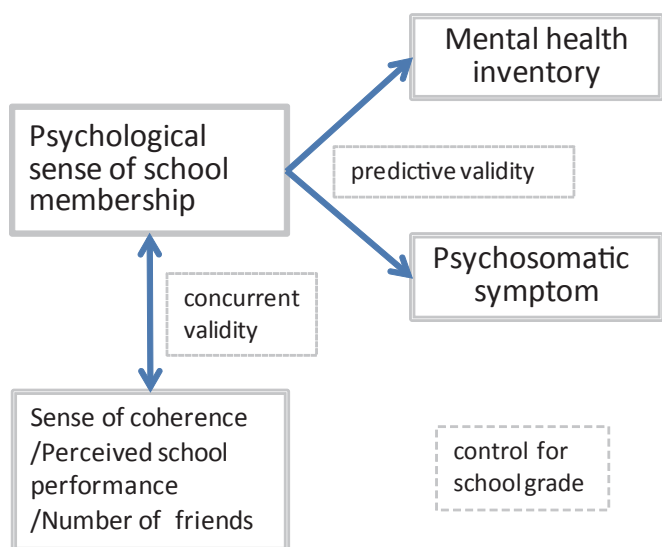 Mental health
inventory
Psychological
sense of school
membership
predictive validity
Psychosomatic
symptom
concurrent
validity
Sense of coherence
/Perceived school
performance
/Number of friends
control for
school grade